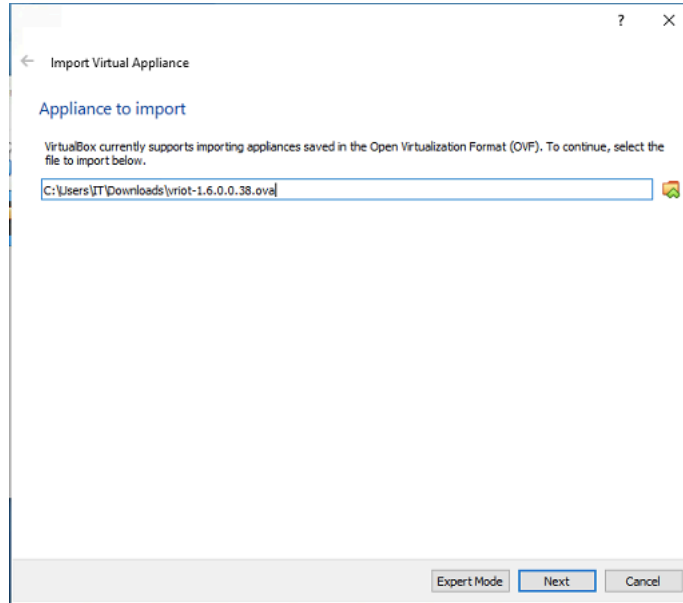 ?
Import Virtual Appliance
Appliance to import
VirtualBox currently supports importing appliances saved in the Open Virtualization Format (OVF). To continue, select the
file to import below.
C:\Users\IT\Downloads\vriot-1.6.0.0.38.ova
Expert Mode Next Cancel